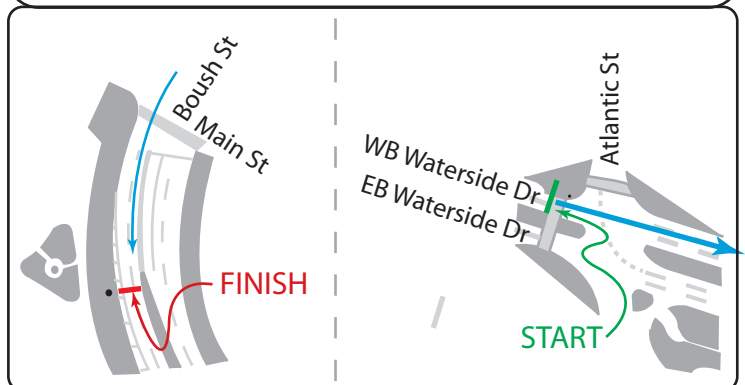 Boush St
Main St
FINISH
Atlantic St
WB Waterside Dr
EB Waterside Dr
START